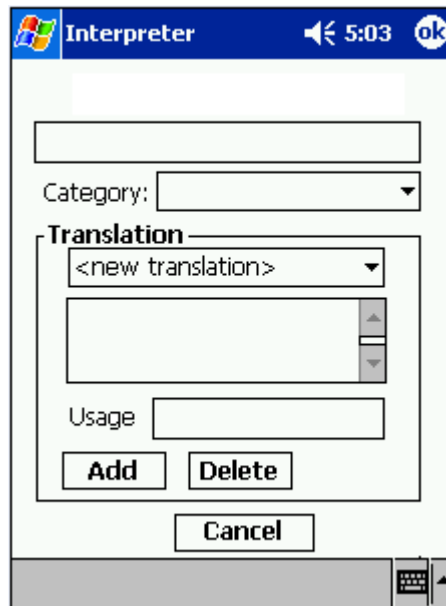 Interpreter 5:03 ok
Category:
Translation
<new translation>
Usage
Add Delete
Cancel